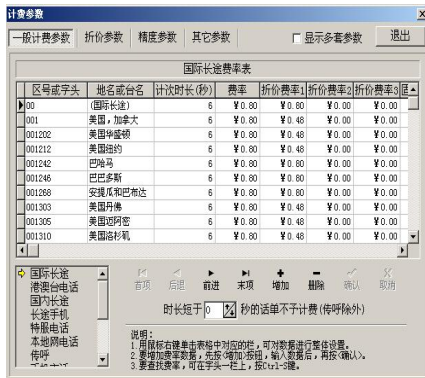 计费参数
一般计费参数 折价参数 精度参数 其它参数 显示多套参数 退出
国际长途费率表
区号或字头 地名或台名 计次时长(秒) 费率 折价费率1 折价费率2 折价费率3
00 (国际长途) 6 ￥0.80 ￥0.80 ￥0.00 ￥0.00
001 美国，加拿大 6 ￥0.80 ￥0.48 ￥0.00 ￥0.00
001202 美国华盛顿 6 ￥0.80 ￥0.48 ￥0.00 ￥0.00
001212 美国纽约 6 ￥0.80 ￥0.48 ￥0.00 ￥0.00
001242 巴哈马 6 ￥0.80 ￥0.80 ￥0.00 ￥0.00
001246 巴巴多斯 6 ￥0.80 ￥0.80 ￥0.00 ￥0.00
001268 安提瓜和巴布达 6 ￥0.80 ￥0.80 ￥0.00 ￥0.00
001303 美国丹佛 6 ￥0.80 ￥0.48 ￥0.00 ￥0.00
001305 美国迈阿密 6 ￥0.80 ￥0.48 ￥0.00 ￥0.00
001310 美国洛杉矶 6 ￥0.80 ￥0.48 ￥0.00 ￥0.00
国际长途
港澳台电话
国内长途
长途手机
特服电话
本地网电话
传呼
首项 后退 前进 末项 增加 删除 确认 取消
时长短于 0 秒的话单不予计费(传呼除外)
说明：
1.用鼠标右键单击表格中对应的栏，可对数据进行整体设置。
2.要增加费率数据，先按<增加>按钮，输入数据后，再按<确认>。
3.要查找费率，可在字头一栏上，按Ctrl-S键。